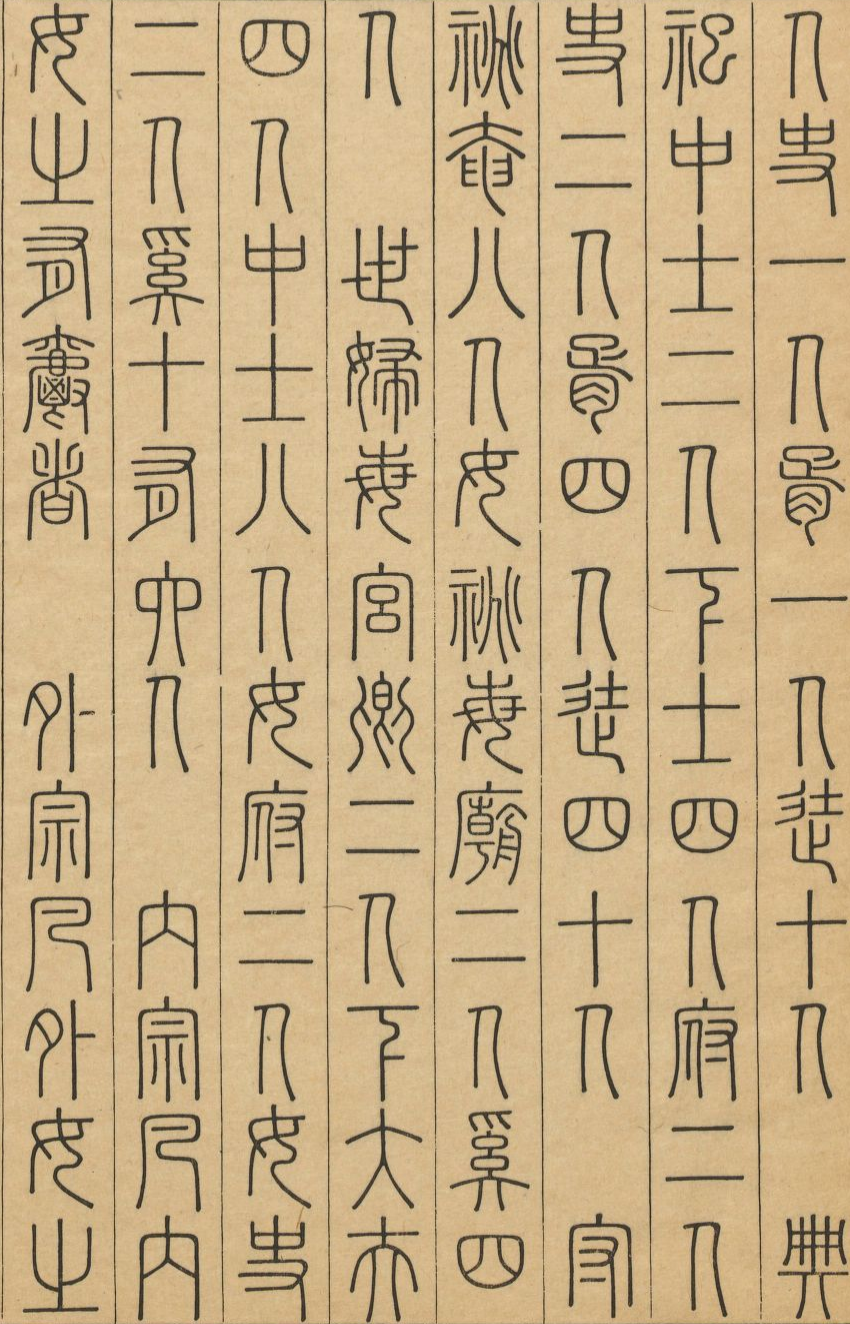 人史一人胥一人徒十人　典
祀中士二人下士四人府二人
史二人胥四人徒四十人　守
祧奄八人女祧每廟二人奚四
人　世婦每宮卿二人下大夫
四人中士八人女府二人女史
二人奚十有六人　內宗凡內
女之有爵者　外宗凡外女之